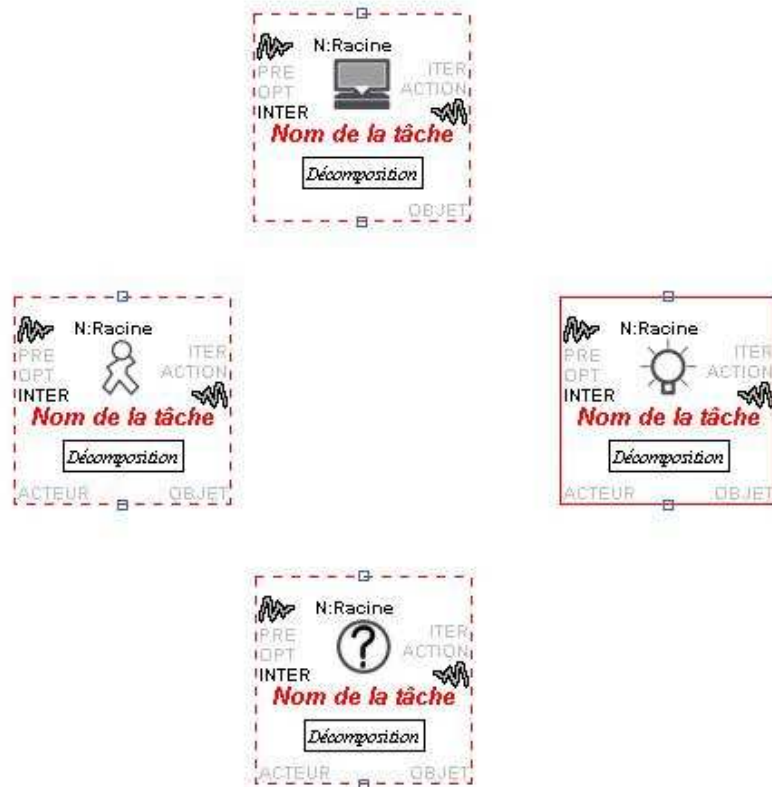 N:Racine
PRE ITER
OPT ACTION
INTER
Nom de la tâche
Décomposition
OBJET
N:Racine
PRE ITER
OPT ACTION
INTER
Nom de la tâche
Décomposition
ACTEUR OBJET
N:Racine
PRE ITER
OPT ACTION
INTER
Nom de la tâche
Décomposition
ACTEUR OBJET
N:Racine
PRE ITER
OPT ACTION
INTER
Nom de la tâche
Décomposition
ACTEUR OBJET